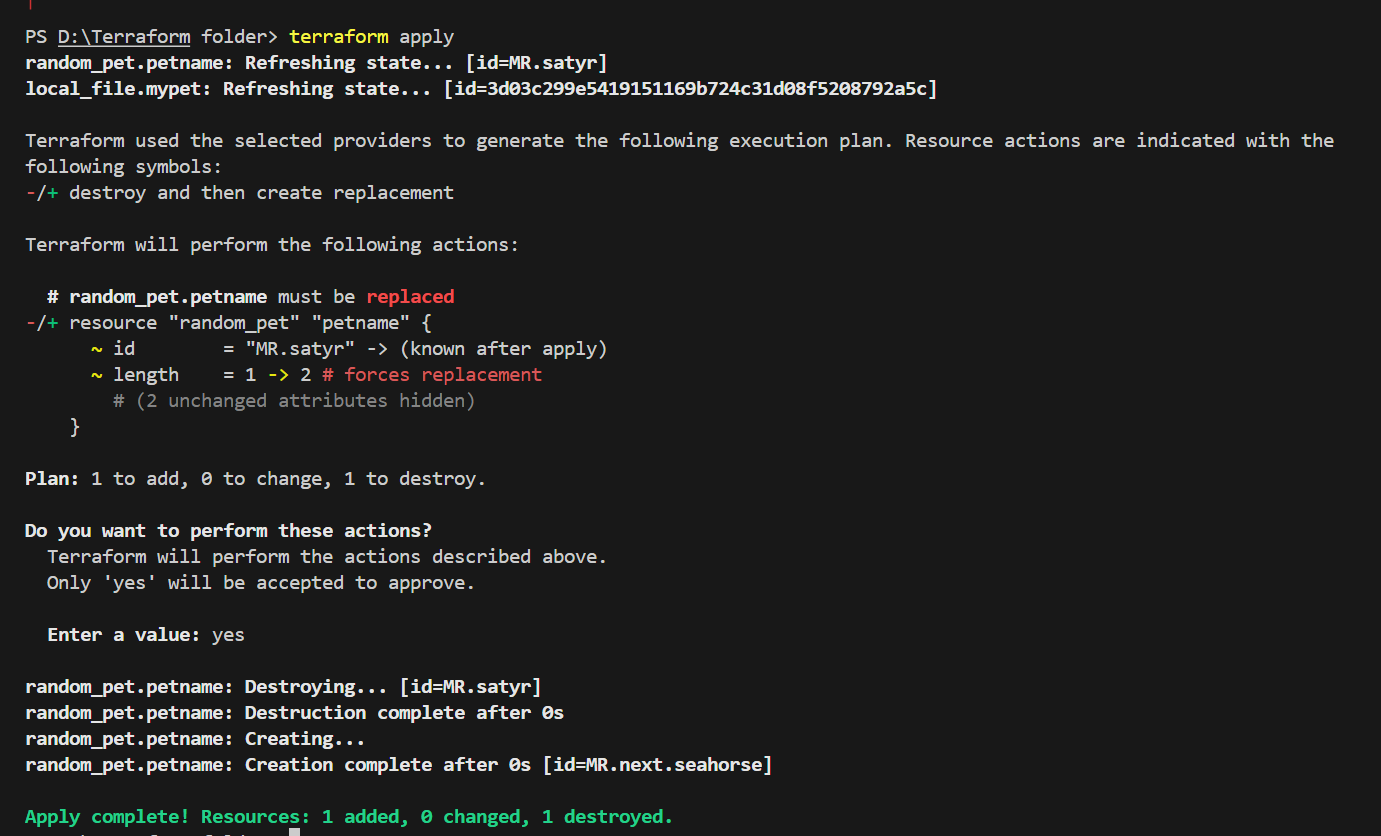 PS D:\Terraform folder> terraform apply
random_pet.petname: Refreshing state... [id=MR.satyr]
local_file.mypet: Refreshing state... [id=3d03c299e5419151169b724c31d08f5208792a5c]
Terraform used the selected providers to generate the following execution plan. Resource actions are indicated with the
following symbols:
-/+ destroy and then create replacement
Terraform will perform the following actions:
# random_pet.petname must be replaced
-/+ resource "random_pet" "petname" {
~ id = "MR.satyr" -> (known after apply)
~ length = 1 -> 2 # forces replacement
# (2 unchanged attributes hidden)
}
Plan: 1 to add, 0 to change, 1 to destroy.
Do you want to perform these actions?
Terraform will perform the actions described above.
Only 'yes' will be accepted to approve.
Enter a value: yes
random_pet.petname: Destroying... [id=MR.satyr]
random_pet.petname: Destruction complete after 0s
random_pet.petname: Creating...
random_pet.petname: Creation complete after 0s [id=MR.next.seahorse]
Apply complete! Resources: 1 added, 0 changed, 1 destroyed.